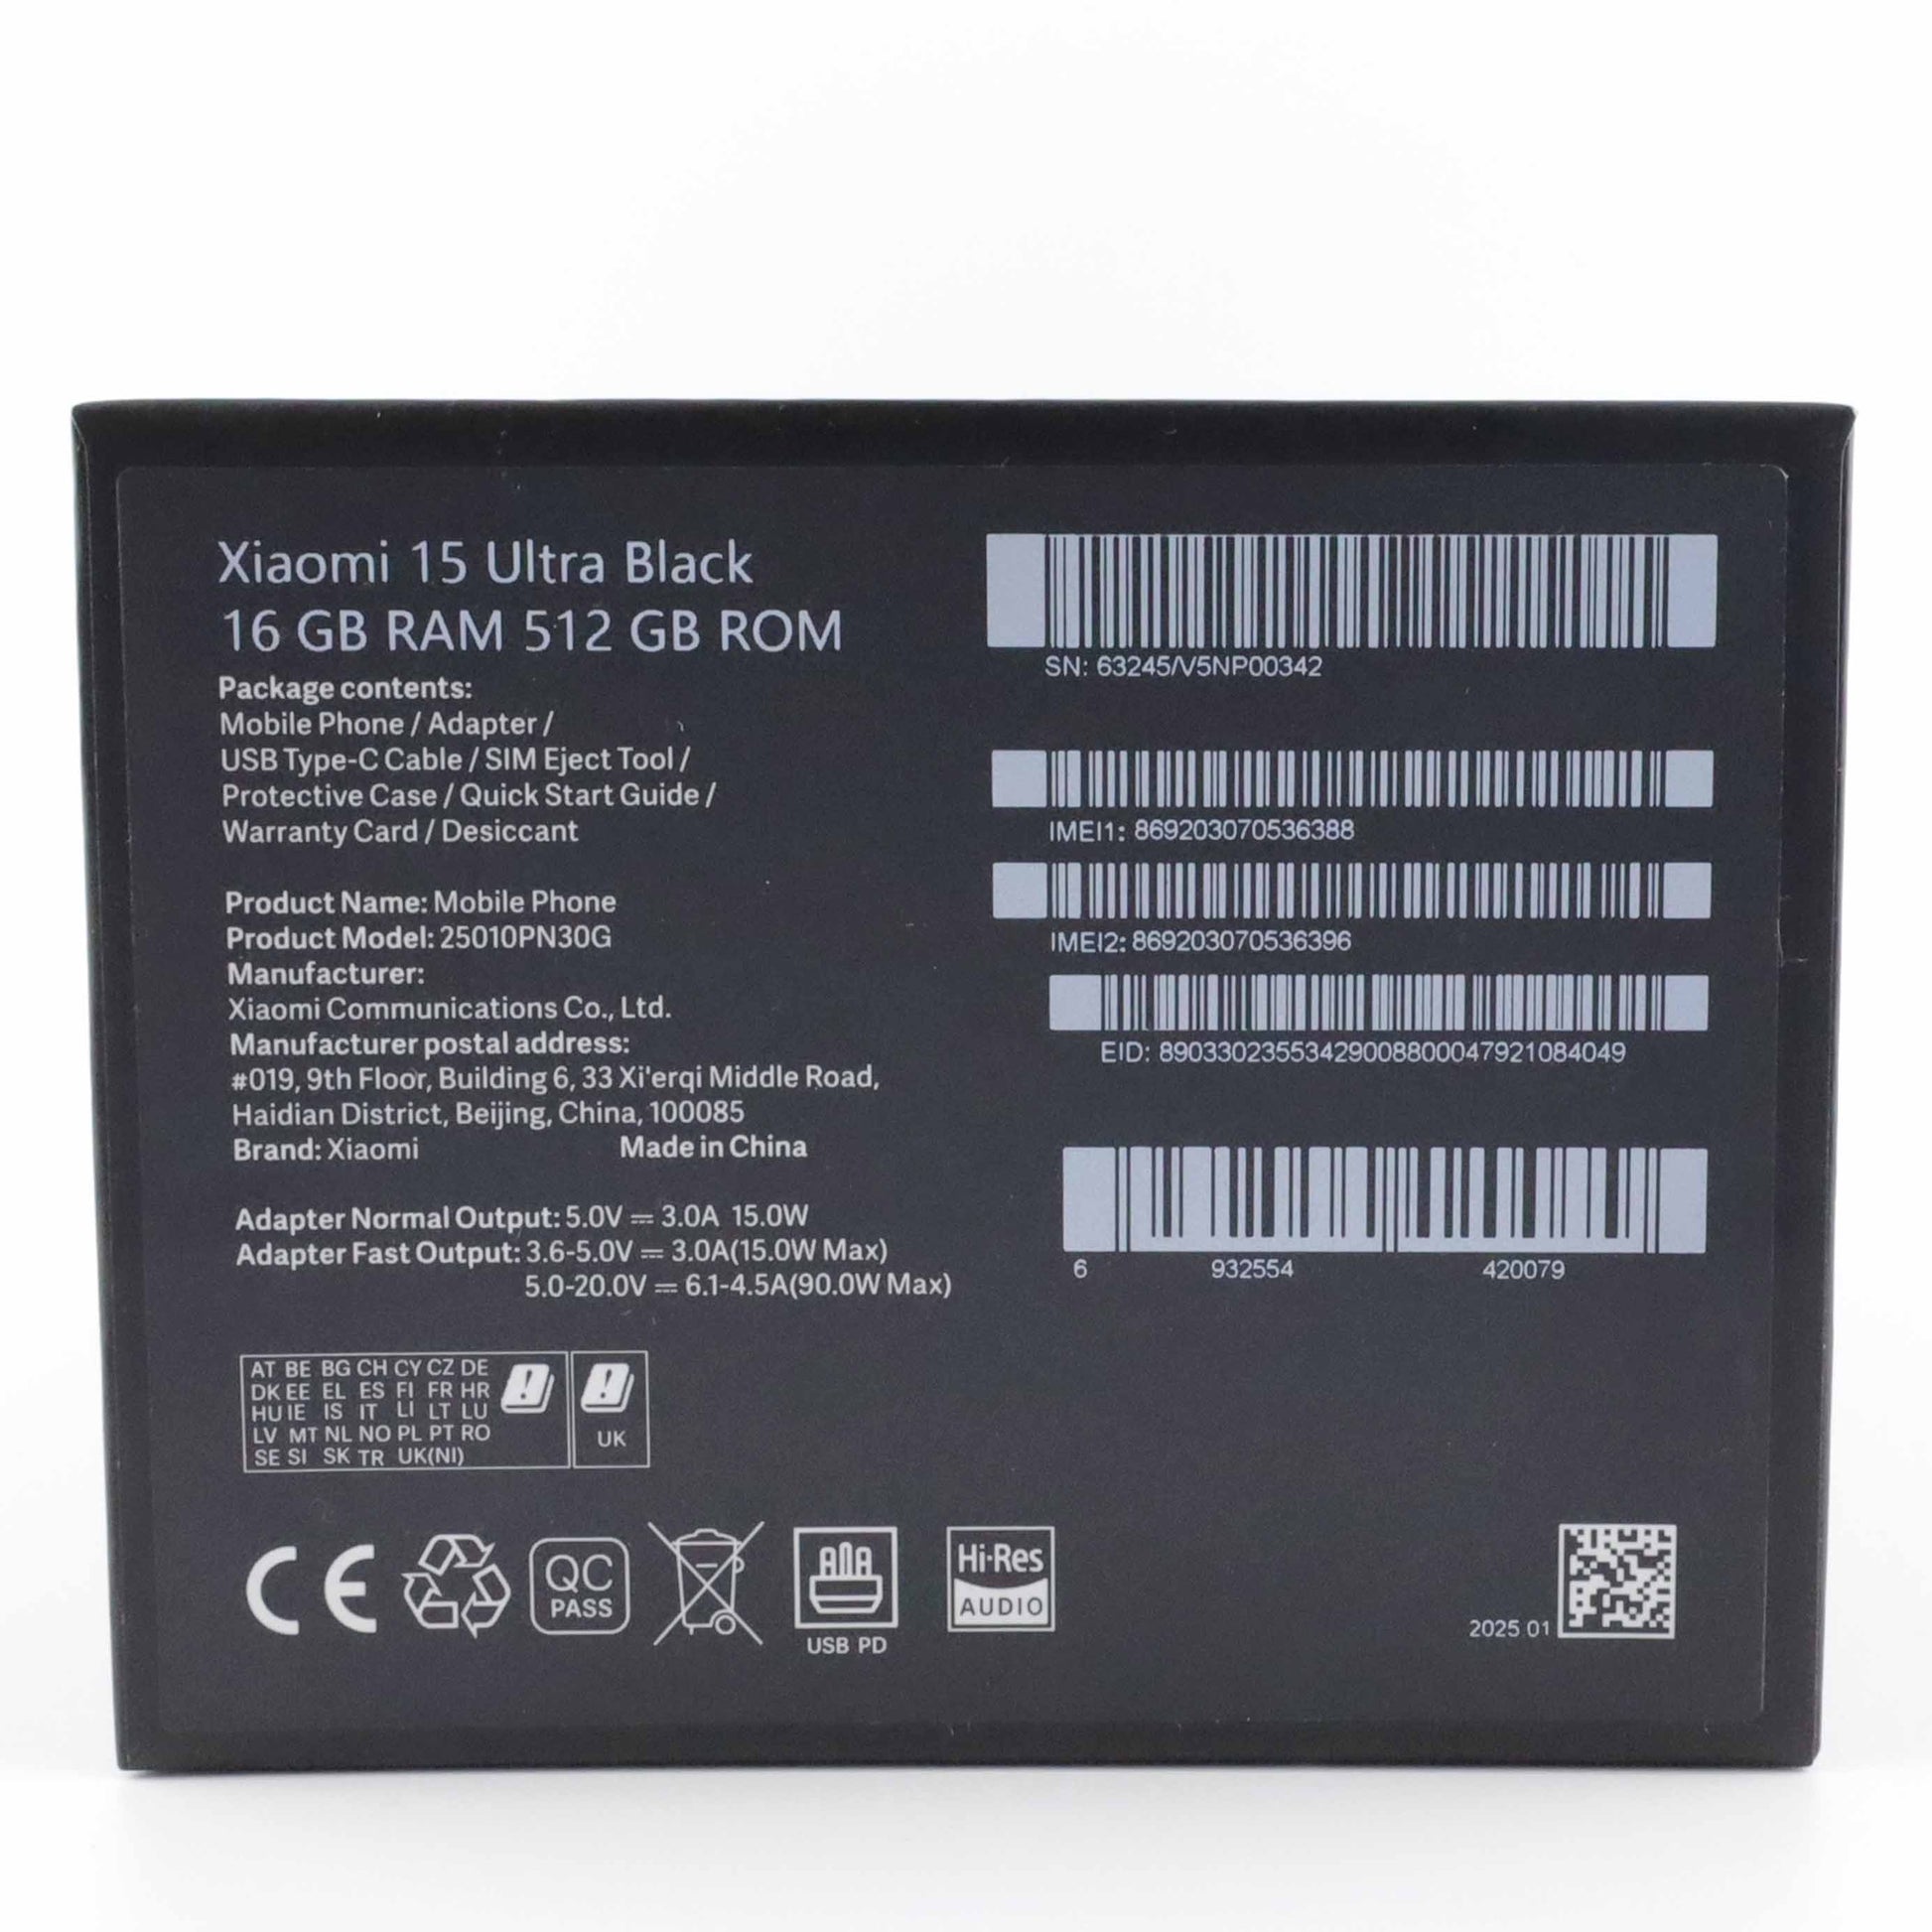 Xiaomi 15 Ultra Black
16 GB RAM 512 GB ROM
Package contents:
Mobile Phone / Adapter /
USB Type-C Cable / SIM Eject Tool /
Protective Case / Quick Start Guide /
Warranty Card / Desiccant
Product Name: Mobile Phone
Product Model: 25010PN30G
Manufacturer:
Xiaomi Communications Co., Ltd.
Manufacturer postal address:
#019, 9th Floor, Building 6, 33 Xi'erqi Middle Road,
Haidian District, Beijing, China, 100085
Brand: Xiaomi Made in China
Adapter Normal Output: 5.0V ⎓ 3.0A 15.0W
Adapter Fast Output: 3.6-5.0V ⎓ 3.0A(15.0W Max)
5.0-20.0V ⎓ 6.1-4.5A(90.0W Max)
AT BE BG CH CY CZ DE
DK EE EL ES FI FR HR
HU IE IS IT LI LT LU
LV MT NL NO PL PT RO
SE SI SK TR UK(NI)
UK
CE
QC
PASS
USB PD
Hi-Res
AUDIO
SN: 63245/V5NP00342
IMEI1: 869203070536388
IMEI2: 869203070536396
EID: 89033023553429008800047921084049
6 932554 420079
2025.01